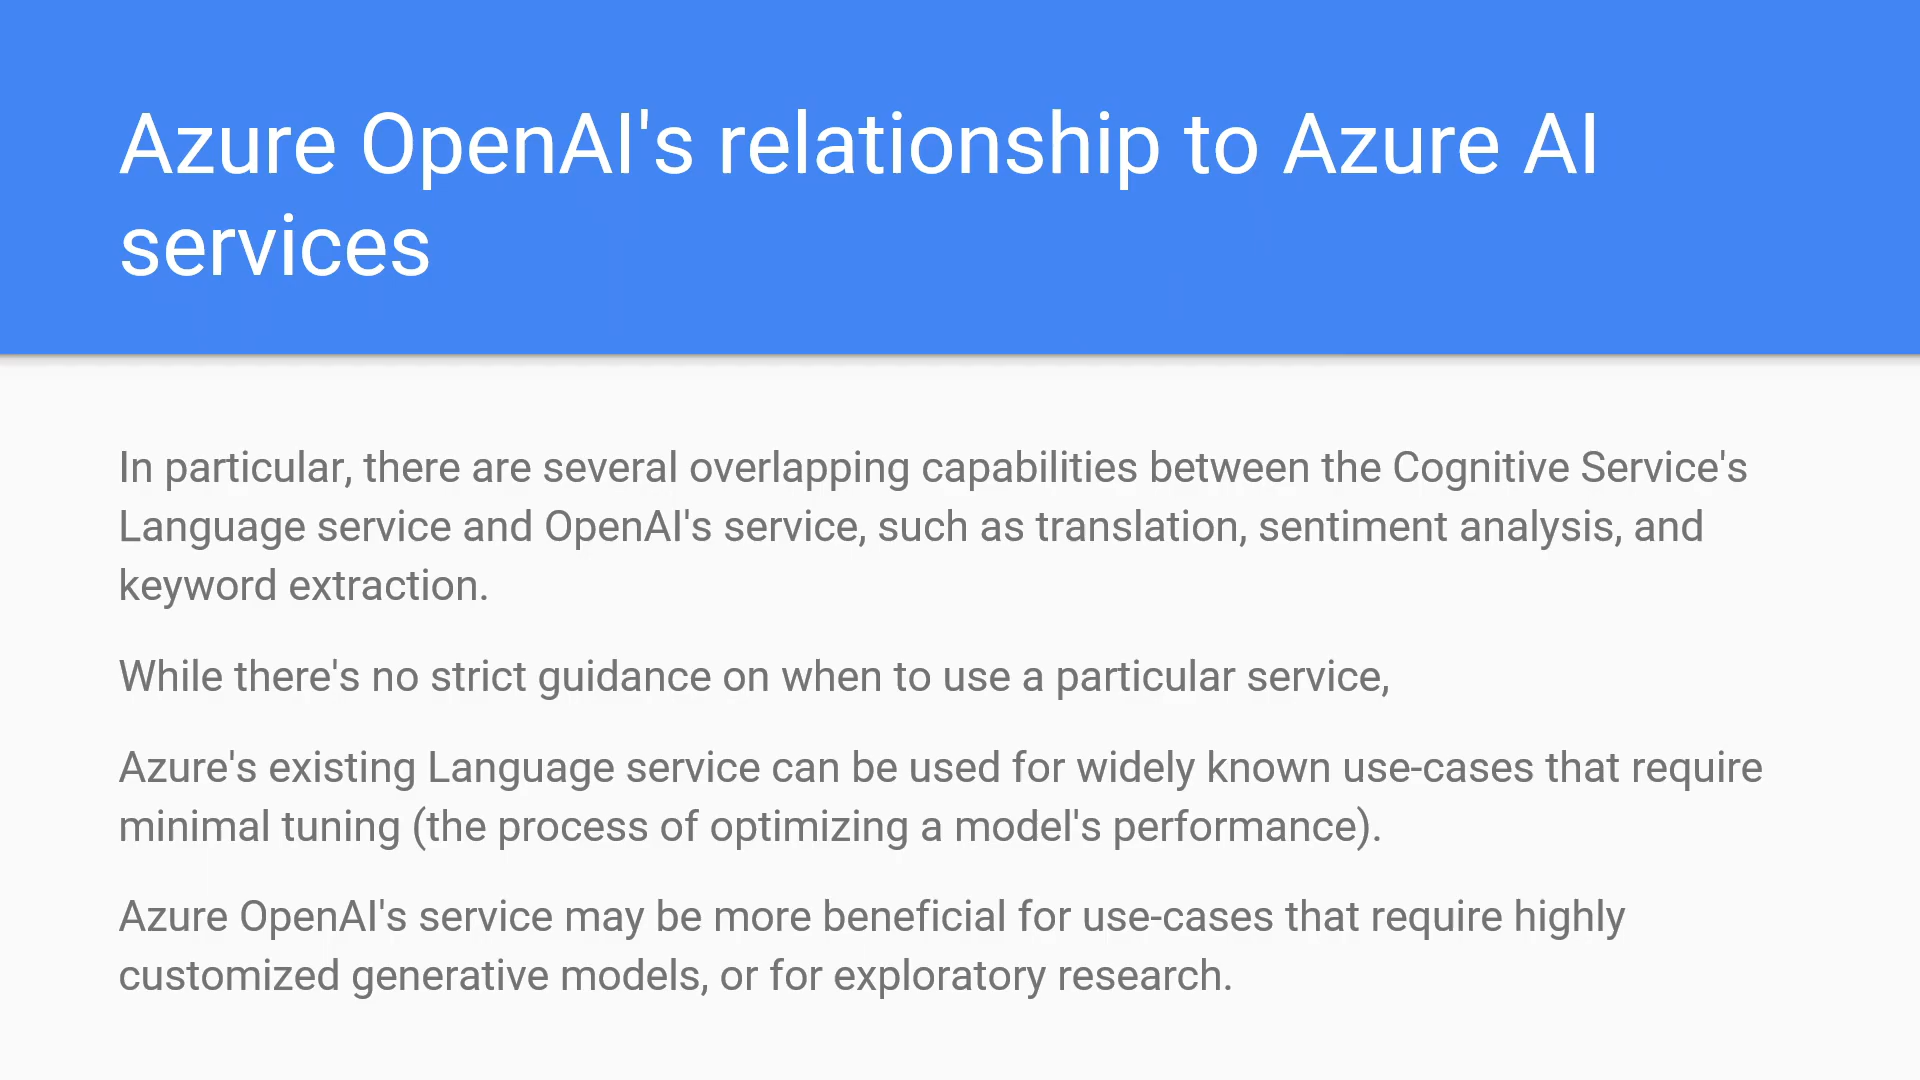 Azure OpenAI's relationship to Azure AI
services
In particular, there are several overlapping capabilities between the Cognitive Service's
Language service and OpenAI's service, such as translation, sentiment analysis, and
keyword extraction.
While there's no strict guidance on when to use a particular service,
Azure's existing Language service can be used for widely known use-cases that require
minimal tuning (the process of optimizing a model's performance).
Azure OpenAI's service may be more beneficial for use-cases that require highly
customized generative models, or for exploratory research.